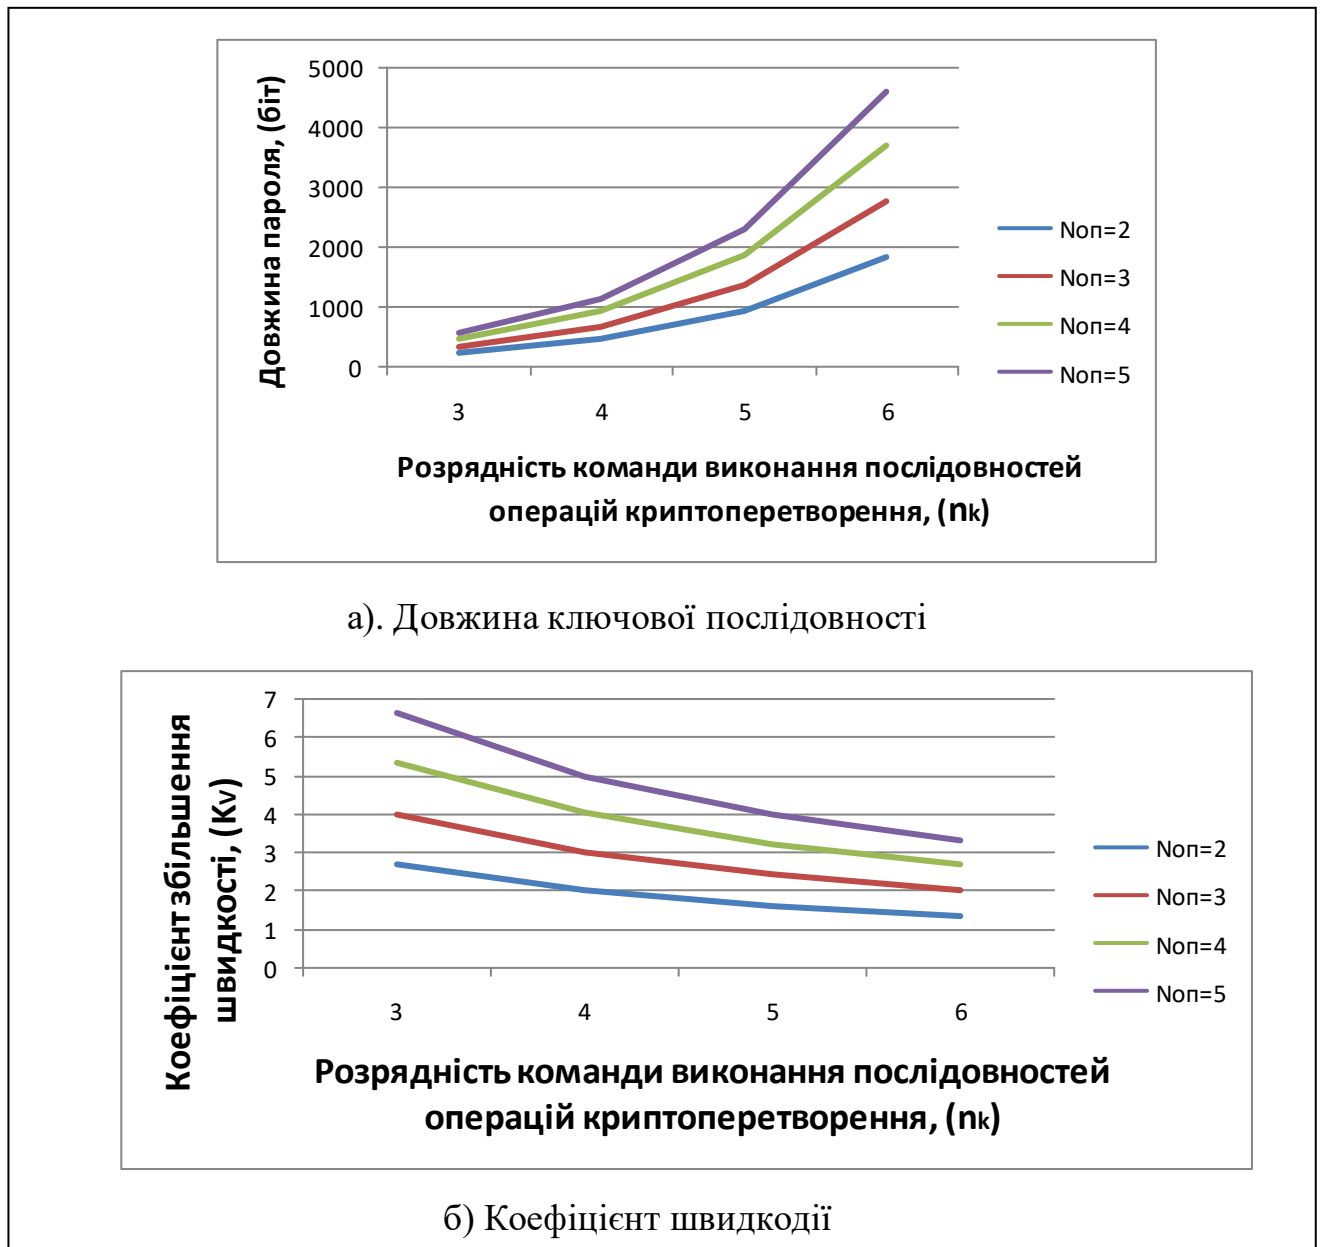 5000
4000
3000
2000
1000
0
Довжина пароля, (біт)
3 4 5 6
Nоп=2
Nоп=3
Nоп=4
Nоп=5
Розрядність команди виконання послідовностей
операцій криптоперетворення, (nk)
а). Довжина ключової послідовності
7
6
5
4
3
2
1
0
Коефіцієнт збільшення
швидкості, (Kv)
3 4 5 6
Nоп=2
Nоп=3
Nоп=4
Nоп=5
Розрядність команди виконання послідовностей
операцій криптоперетворення, (nk)
б) Коефіцієнт швидкодії